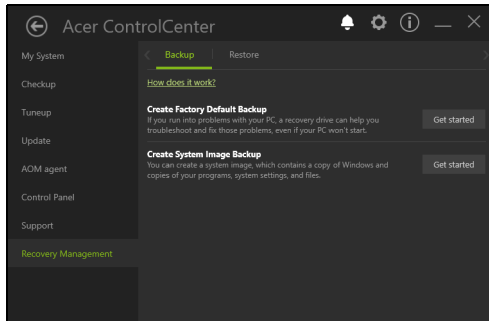 Acer ControlCenter
My System
Checkup
Tuneup
Update
AOM agent
Control Panel
Support
Recovery Management
Backup
Restore
How does it work?
Create Factory Default Backup
If you run into problems with your PC, a recovery drive can help you
troubleshoot and fix those problems, even if your PC won't start.
Get started
Create System Image Backup
You can create a system image, which contains a copy of Windows and
copies of your programs, system settings, and files.
Get started